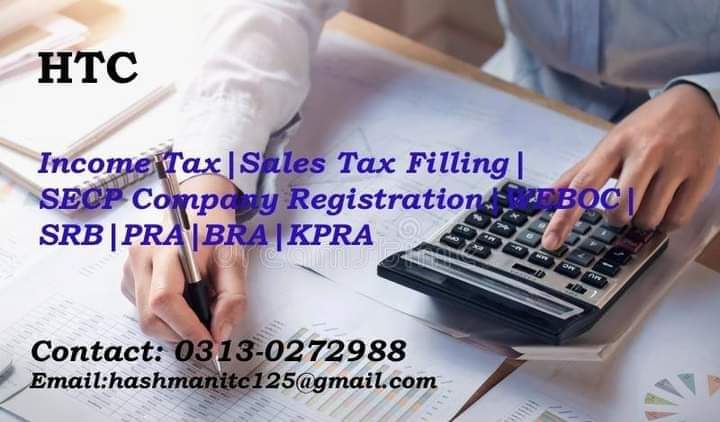 HTC
Income Tax|Sales Tax Filling|
SECP Company Registration|WEBOC|
SRB|PRA|BRA|KPRA
dreamstime
Contact: 0313-0272988
Email:hashmanitc125@gmail.com